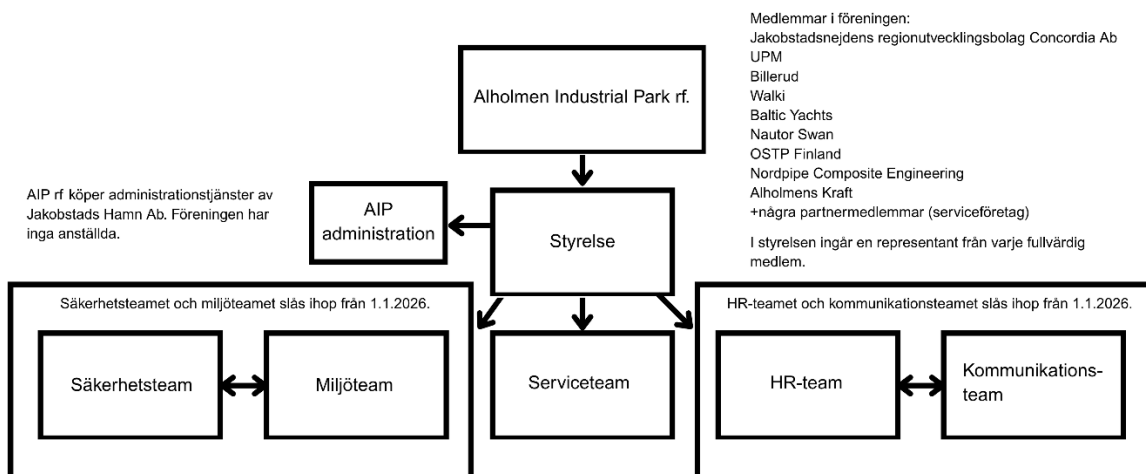 Medlemmar i föreningen:
Jakobstadsnejdens regionutvecklingsbolag Concordia Ab
UPM
Billerud
Walki
Baltic Yachts
Nautor Swan
OSTP Finland
Nordpipe Composite Engineering
Alholmens Kraft
+några partnermedlemmar (serviceföretag)
I styrelsen ingår en representant från varje fullvärdig
medlem.
Alholmen Industrial Park rf.
AIP rf köper administrationstjänster av
Jakobstads Hamn Ab. Föreningen har
inga anställda.
AIP
administration
Styrelse
Säkerhetsteamet och miljöteamet slås ihop från 1.1.2026.
Säkerhetsteam
Miljöteam
Serviceteam
HR-teamet och kommunikationsteamet slås ihop från 1.1.2026.
HR-team
Kommunikations-
team